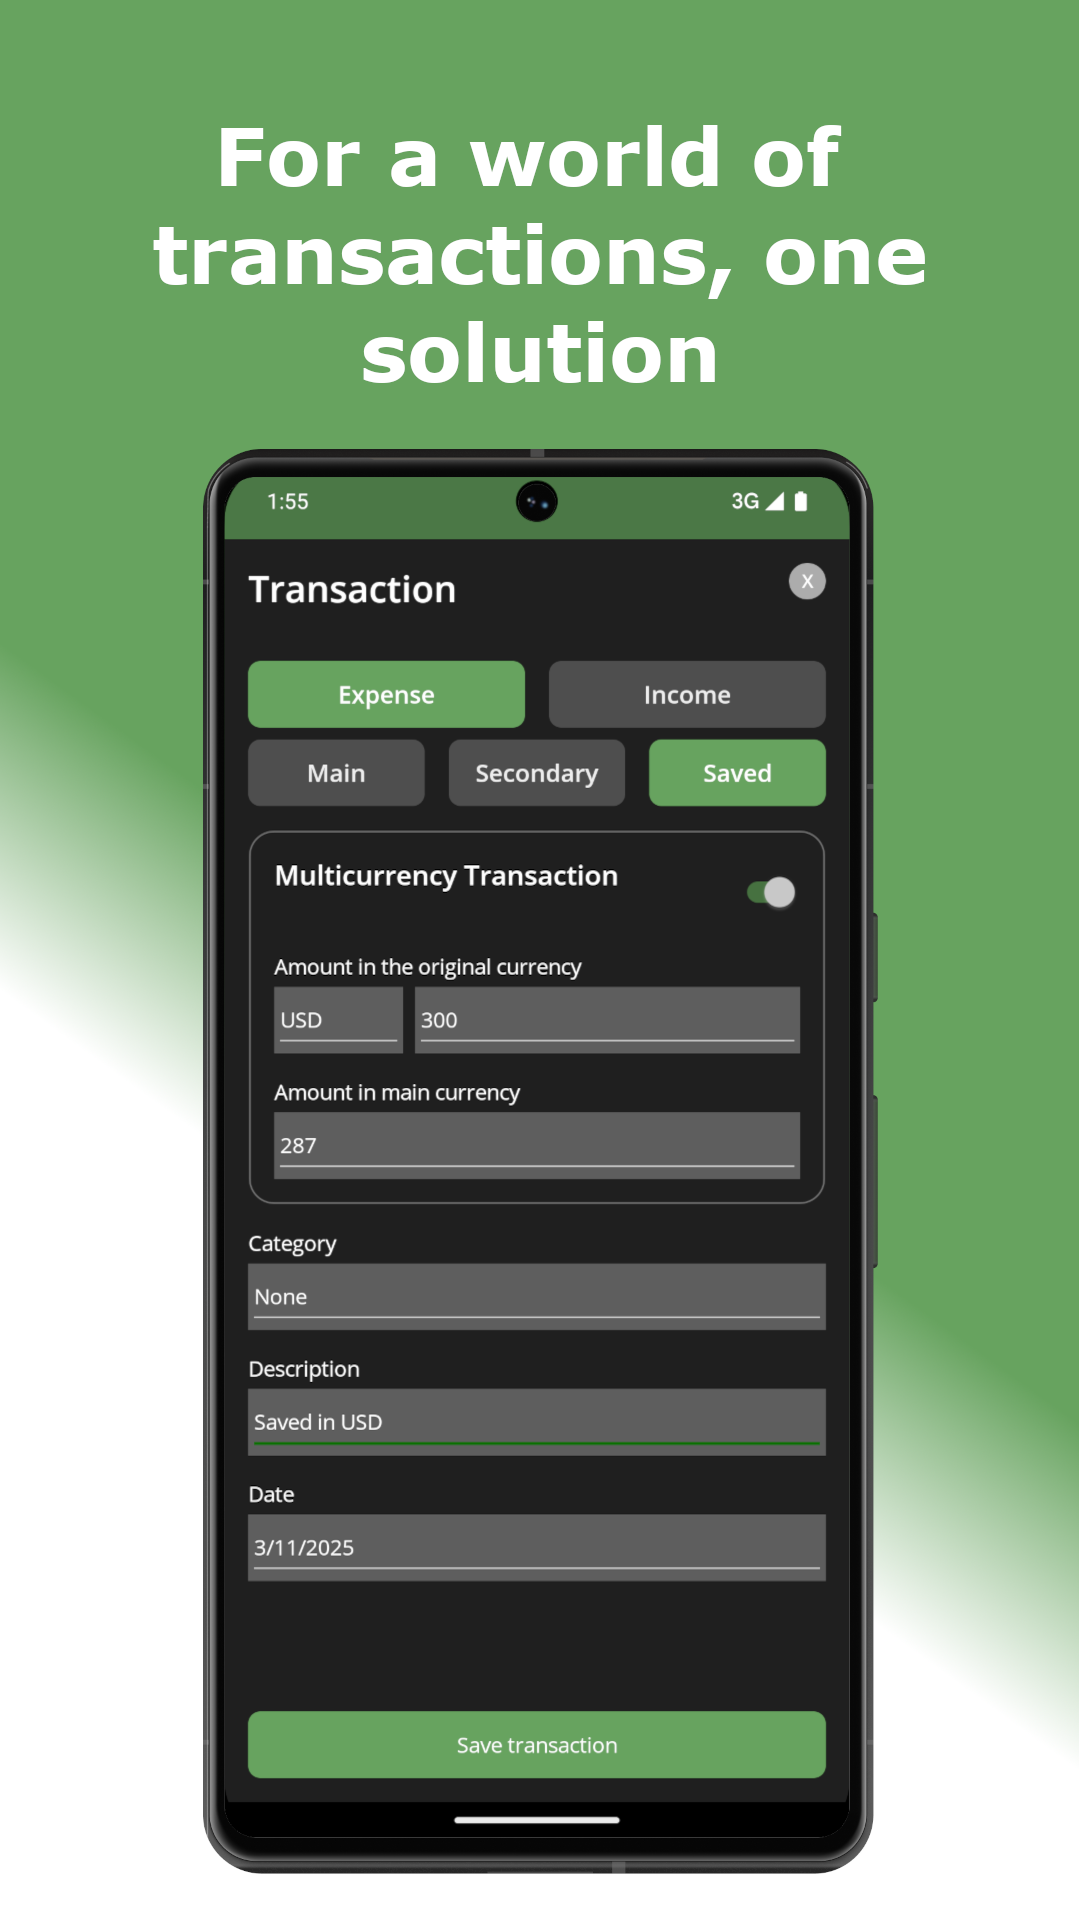 For a world of
transactions, one
solution
1:55
3G
Transaction
X
Expense
Income
Main
Secondary
Saved
Multicurrency Transaction
Amount in the original currency
USD
300
Amount in main currency
287
Category
None
Description
Saved in USD
Date
3/11/2025
Save transaction